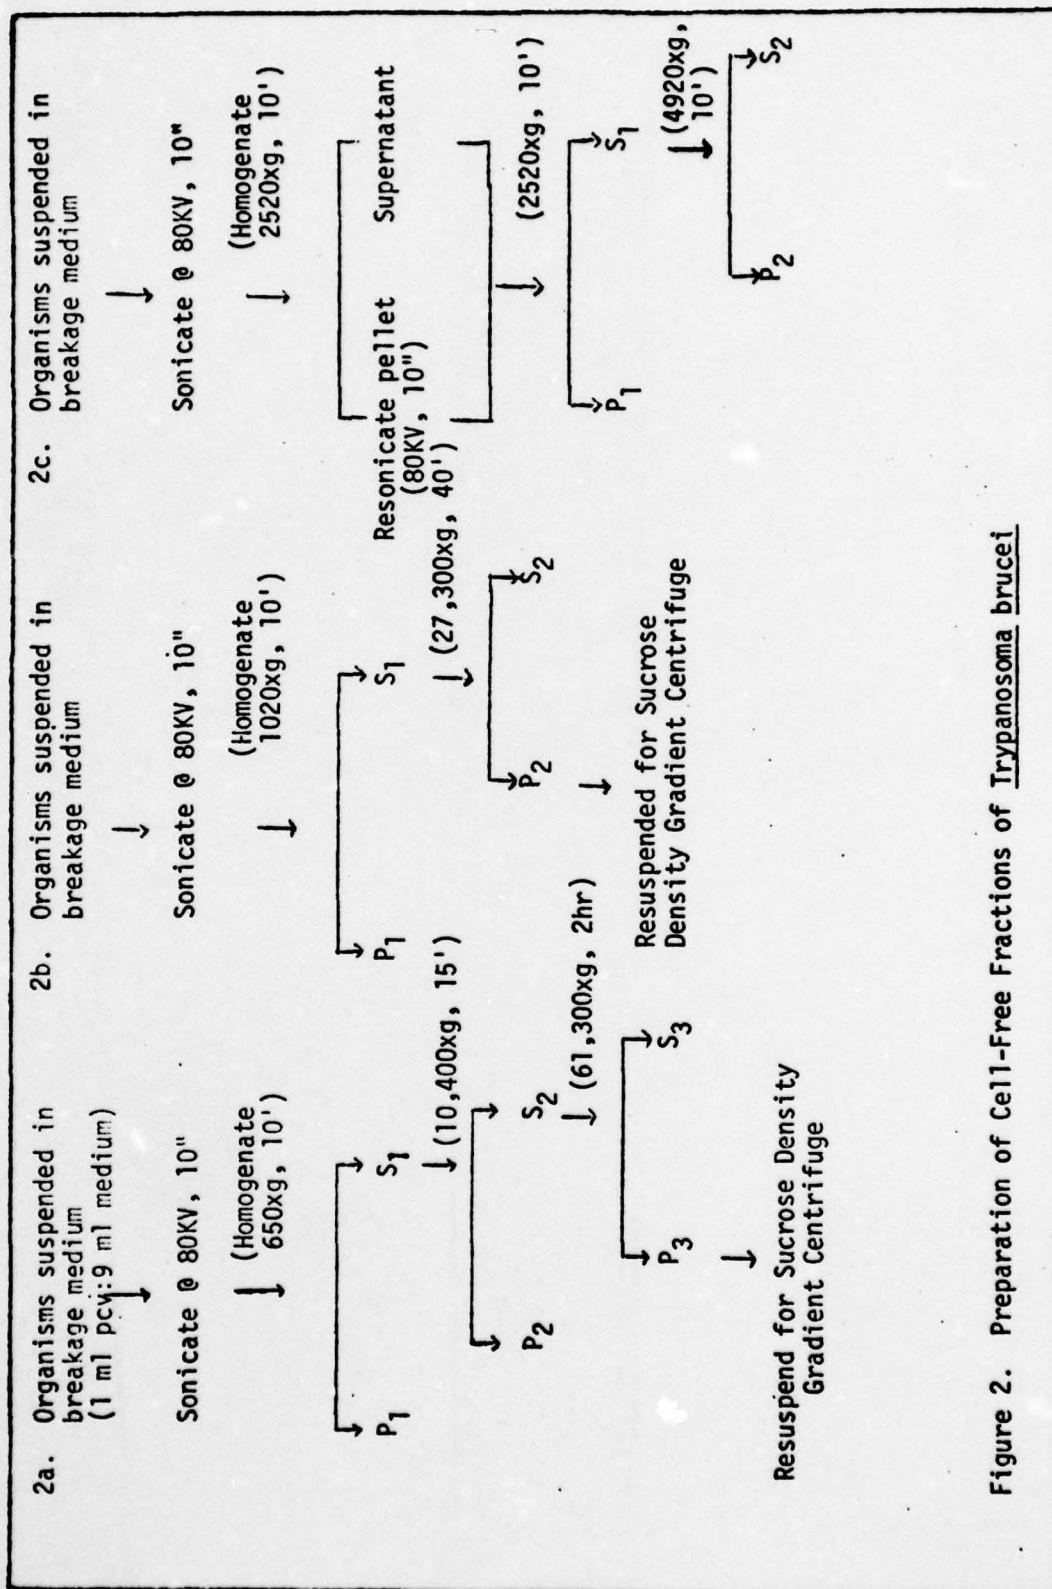 2a. Organisms suspended in
breakage medium
(1 ml pcv:9 ml medium)
Sonicate @ 80KV, 10"
(Homogenate
650xg, 10')
P1
S1
(10,400xg, 15')
P2
S2
(61,300xg, 2hr)
P3
S3
Resuspend for Sucrose Density
Gradient Centrifuge
2b. Organisms suspended in
breakage medium
Sonicate @ 80KV, 10"
(Homogenate
1020xg, 10')
P1
S1
(27,300xg, 40')
P2
S2
Resuspended for Sucrose
Density Gradient Centrifuge
2c. Organisms suspended in
breakage medium
Sonicate @ 80KV, 10"
(Homogenate
2520xg, 10')
Resonicate pellet
(80KV, 10")
Supernatant
(2520xg, 10')
P1
S1
(4920xg,
10')
P2
S2
Figure 2. Preparation of Cell-Free Fractions of Trypanosoma brucei